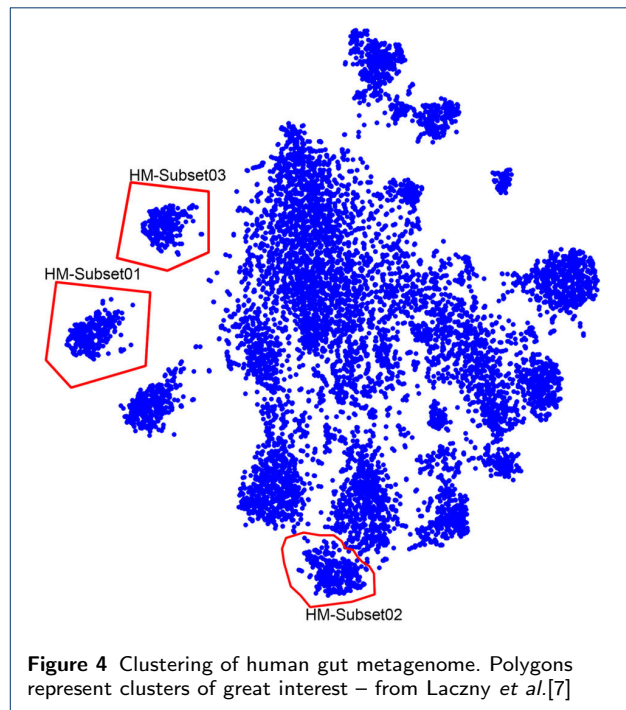 HM-Subset03
HM-Subset01
HM-Subset02
Figure 4 Clustering of human gut metagenome. Polygons
represent clusters of great interest – from Laczny et al.[7]